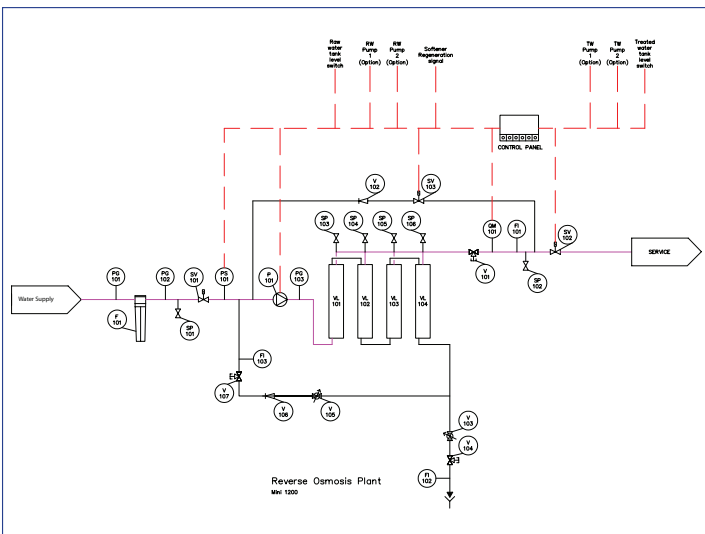 Raw
water
tank
level
switch
RW
Pump
1
(Option)
RW
Pump
2
(Option)
Softener
Regeneration
signal
TW
Pump
1
(Option)
TW
Pump
2
(Option)
Treated
water
tank
level
switch
CONTROL PANEL
V
102
SV
103
SP
103
SP
104
SP
105
SP
106
QM
101
FI
101
SV
102
SERVICE
V
101
SP
102
PG
101
PG
102
SV
101
PS
101
P
101
PG
103
Water Supply
F
101
SP
101
VL
101
VL
102
VL
103
VL
104
FI
103
V
107
V
106
V
105
V
103
V
104
FI
102
Reverse Osmosis Plant
Mini 1200